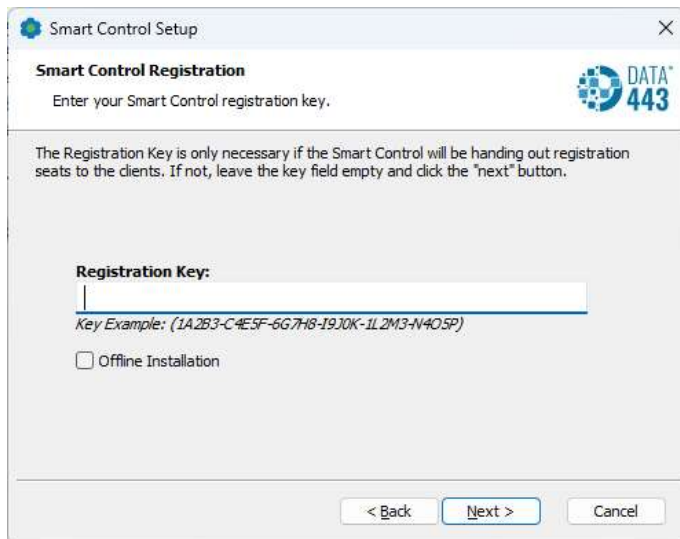 Smart Control Setup
Smart Control Registration
Enter your Smart Control registration key.
DATA™
443
The Registration Key is only necessary if the Smart Control will be handing out registration
seats to the clients. If not, leave the key field empty and click the "next" button.
Registration Key:
Key Example: (1A2B3-C4E5F-6G7H8-I9J0K-1L2M3-N4O5P)
Offline Installation
< Back
Next >
Cancel